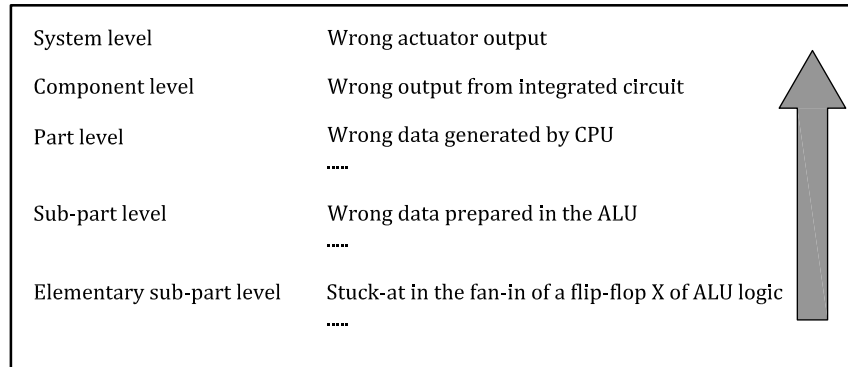 System level Wrong actuator output
Component level Wrong output from integrated circuit
Part level Wrong data generated by CPU
.....
Sub-part level Wrong data prepared in the ALU
.....
Elementary sub-part level Stuck-at in the fan-in of a flip-flop X of ALU logic
.....